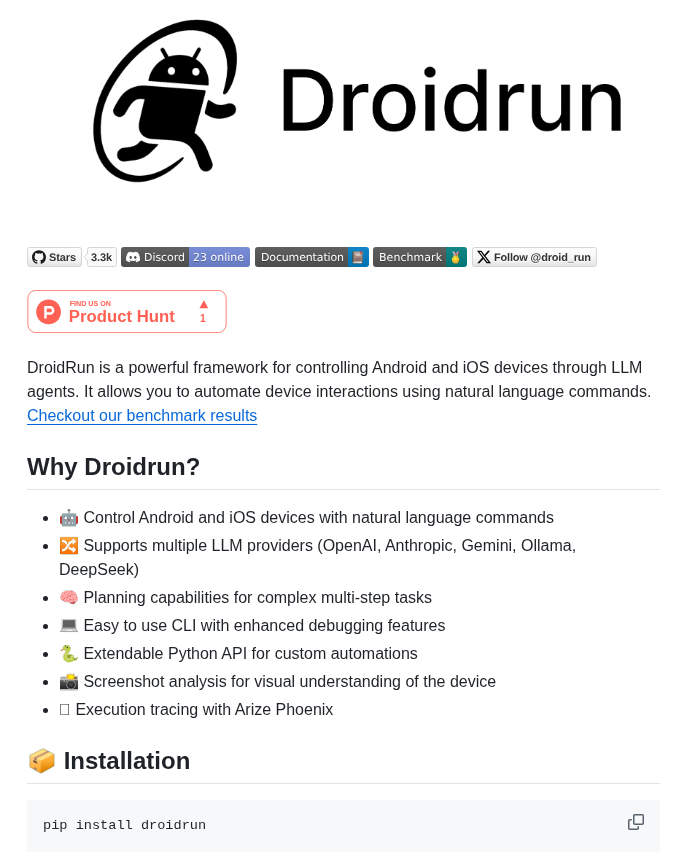 Droidrun
Stars 3.3k Discord 23 online Documentation Benchmark Follow @droid_run
FIND US ON
Product Hunt
1
DroidRun is a powerful framework for controlling Android and iOS devices through LLM
agents. It allows you to automate device interactions using natural language commands.
Checkout our benchmark results
Why Droidrun?
🤖 Control Android and iOS devices with natural language commands
🔀 Supports multiple LLM providers (OpenAI, Anthropic, Gemini, Ollama,
DeepSeek)
🧠 Planning capabilities for complex multi-step tasks
💻 Easy to use CLI with enhanced debugging features
🐍 Extendable Python API for custom automations
📸 Screenshot analysis for visual understanding of the device
Execution tracing with Arize Phoenix
📦 Installation
pip install droidrun